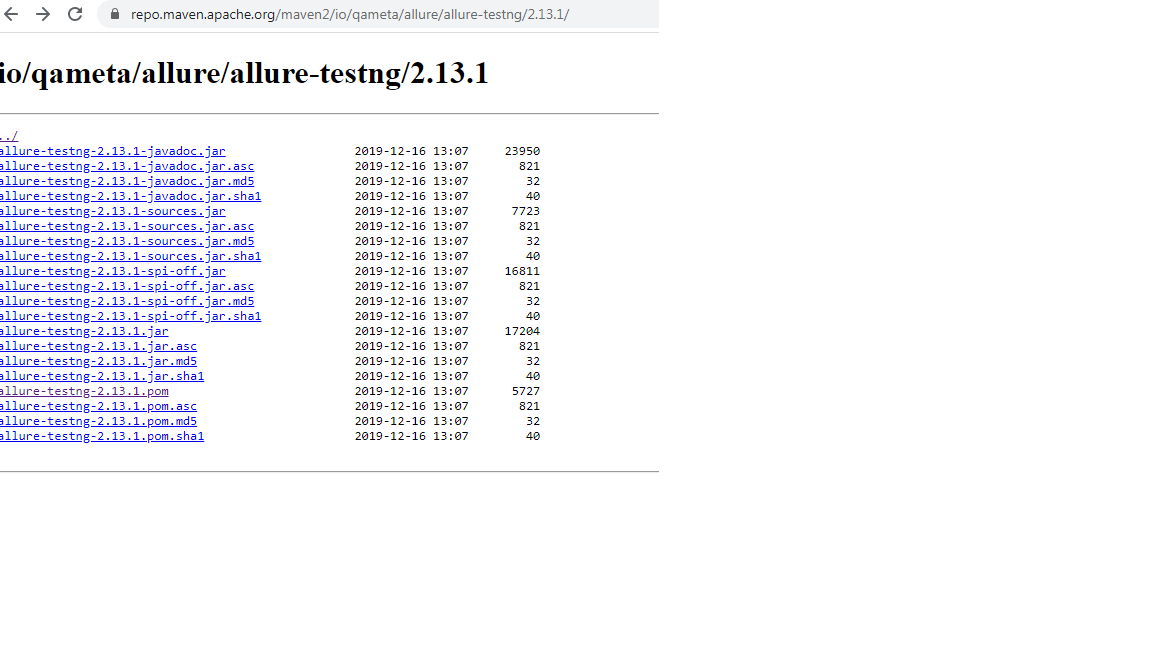 repo.maven.apache.org/maven2/io/qameta/allure/allure-testng/2.13.1/
io/qameta/allure/allure-testng/2.13.1
../
allure-testng-2.13.1-javadoc.jar 2019-12-16 13:07 23950
allure-testng-2.13.1-javadoc.jar.asc 2019-12-16 13:07 821
allure-testng-2.13.1-javadoc.jar.md5 2019-12-16 13:07 32
allure-testng-2.13.1-javadoc.jar.sha1 2019-12-16 13:07 40
allure-testng-2.13.1-sources.jar 2019-12-16 13:07 7723
allure-testng-2.13.1-sources.jar.asc 2019-12-16 13:07 821
allure-testng-2.13.1-sources.jar.md5 2019-12-16 13:07 32
allure-testng-2.13.1-sources.jar.sha1 2019-12-16 13:07 40
allure-testng-2.13.1-spi-off.jar 2019-12-16 13:07 16811
allure-testng-2.13.1-spi-off.jar.asc 2019-12-16 13:07 821
allure-testng-2.13.1-spi-off.jar.md5 2019-12-16 13:07 32
allure-testng-2.13.1-spi-off.jar.sha1 2019-12-16 13:07 40
allure-testng-2.13.1.jar 2019-12-16 13:07 17204
allure-testng-2.13.1.jar.asc 2019-12-16 13:07 821
allure-testng-2.13.1.jar.md5 2019-12-16 13:07 32
allure-testng-2.13.1.jar.sha1 2019-12-16 13:07 40
allure-testng-2.13.1.pom 2019-12-16 13:07 5727
allure-testng-2.13.1.pom.asc 2019-12-16 13:07 821
allure-testng-2.13.1.pom.md5 2019-12-16 13:07 32
allure-testng-2.13.1.pom.sha1 2019-12-16 13:07 40